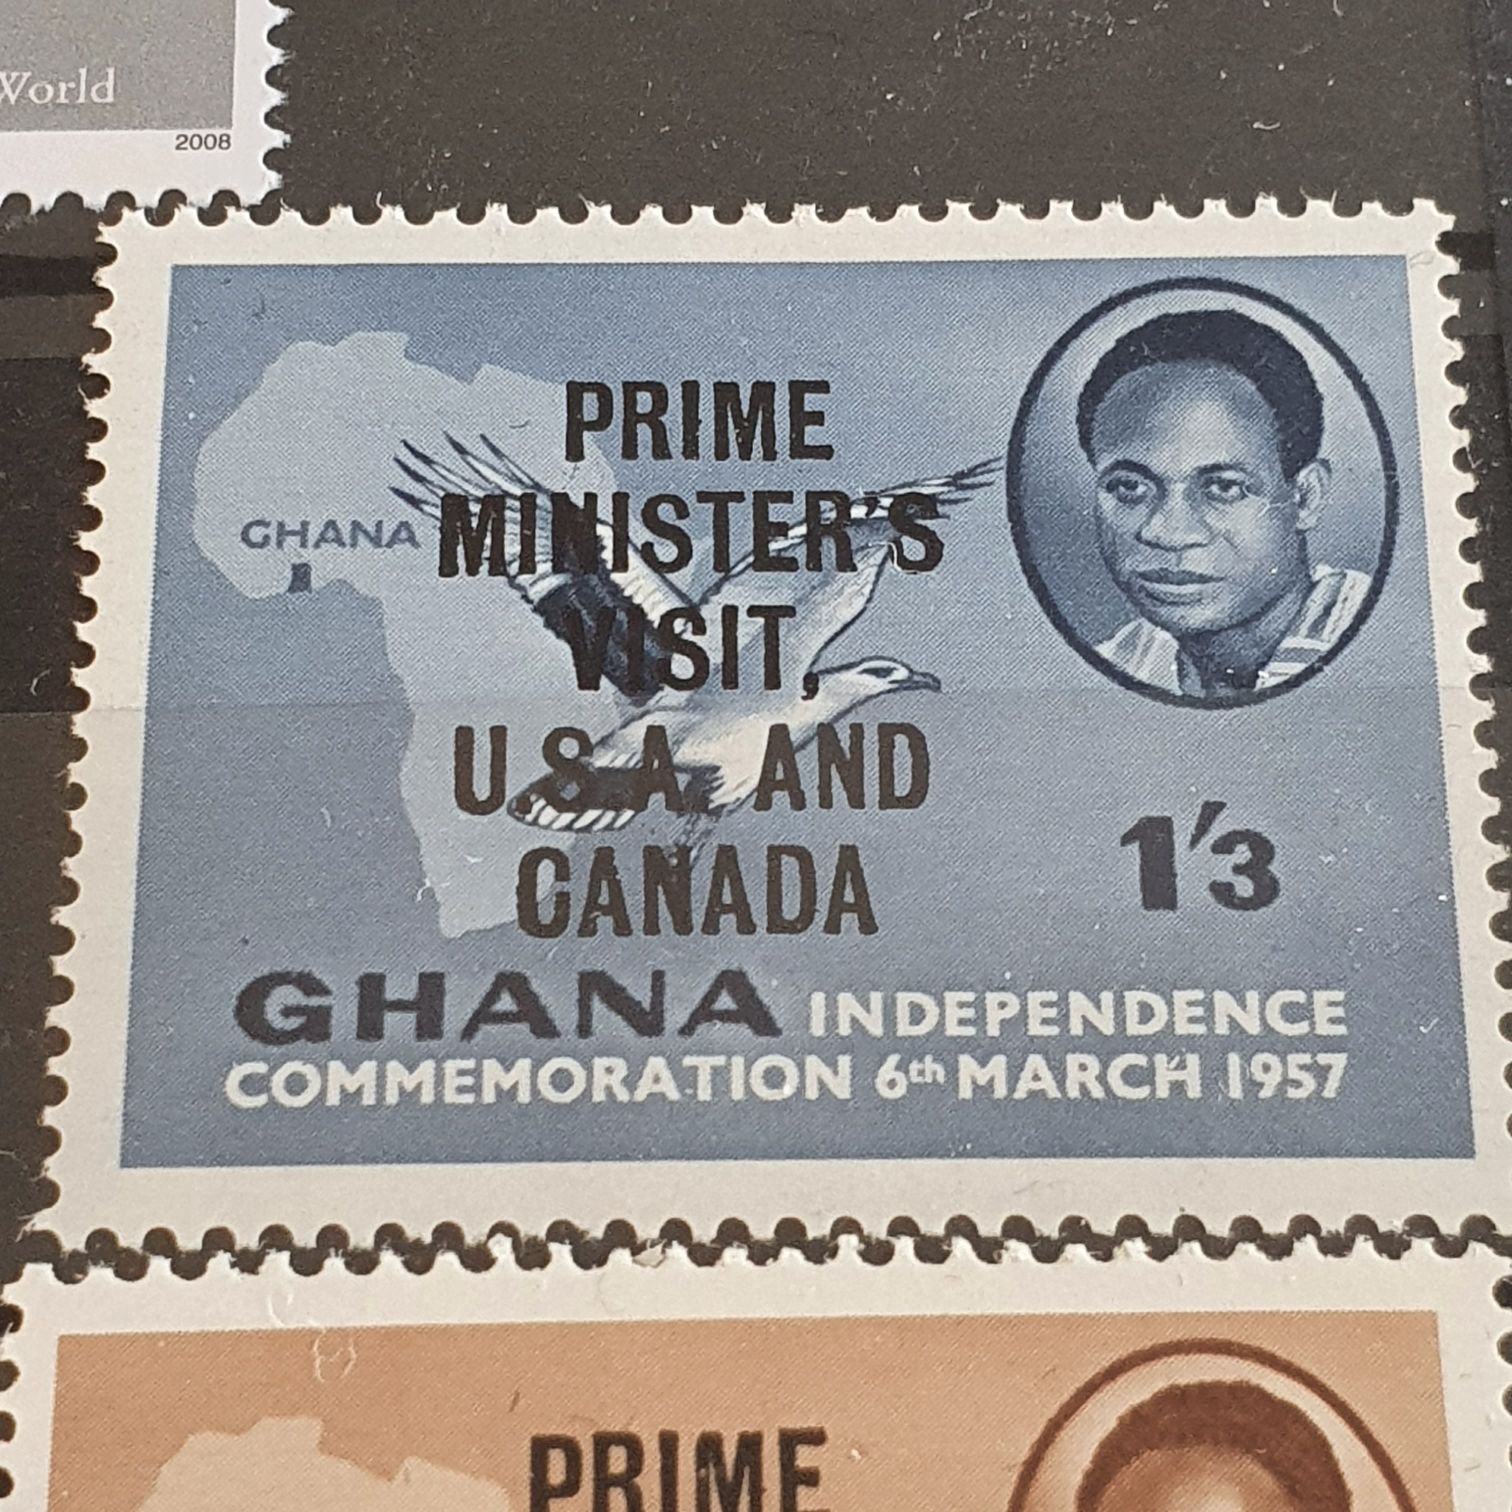 World
2008
PRIME
MINISTER'S
VISIT,
U.S.A. AND
CANADA
GHANA
1'3
GHANA INDEPENDENCE
COMMEMORATION 6th MARCH 1957
PRIME